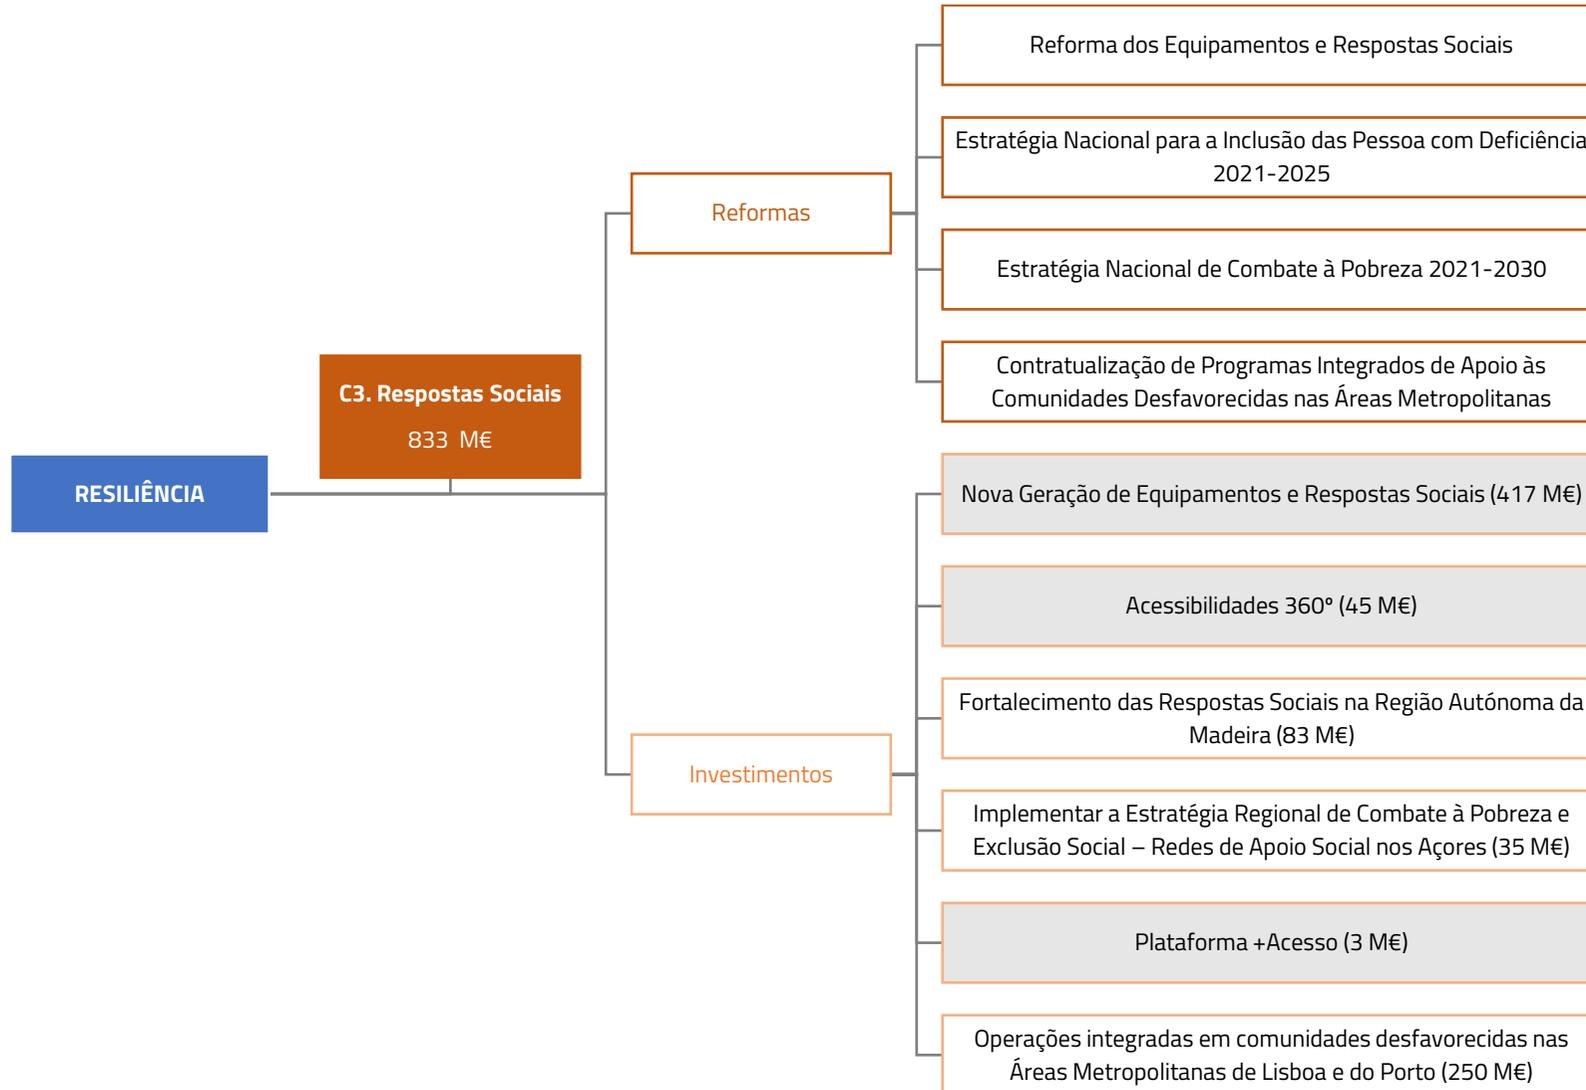 RESILIÊNCIA
C3. Respostas Sociais
833 M€
Reformas
Reforma dos Equipamentos e Respostas Sociais
Estratégia Nacional para a Inclusão das Pessoa com Deficiência
2021-2025
Estratégia Nacional de Combate à Pobreza 2021-2030
Contratualização de Programas Integrados de Apoio às
Comunidades Desfavorecidas nas Áreas Metropolitanas
Investimentos
Nova Geração de Equipamentos e Respostas Sociais (417 M€)
Acessibilidades 360º (45 M€)
Fortalecimento das Respostas Sociais na Região Autónoma da
Madeira (83 M€)
Implementar a Estratégia Regional de Combate à Pobreza e
Exclusão Social – Redes de Apoio Social nos Açores (35 M€)
Plataforma +Acesso (3 M€)
Operações integradas em comunidades desfavorecidas nas
Áreas Metropolitanas de Lisboa e do Porto (250 M€)